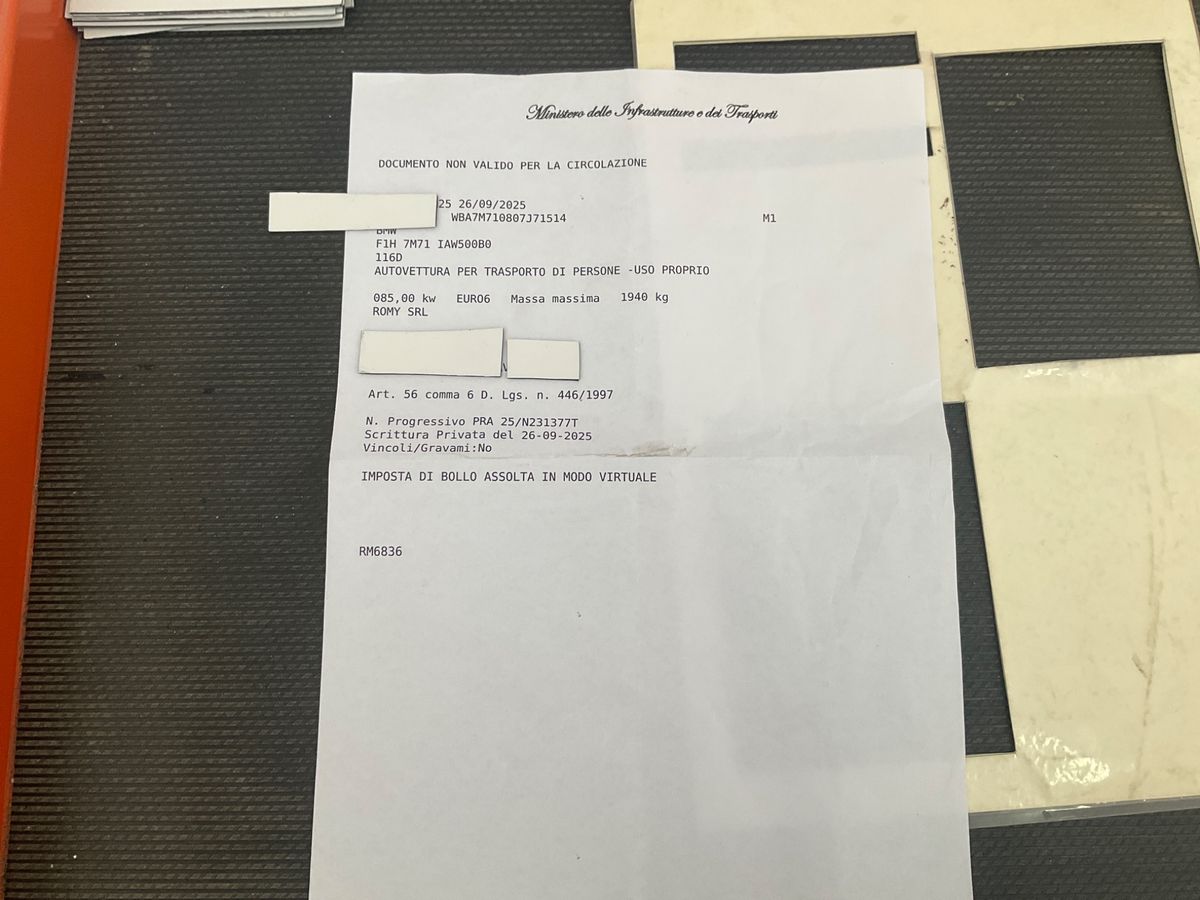 Ministero delle Infrastrutture e dei Trasporti
DOCUMENTO NON VALIDO PER LA CIRCOLAZIONE
25 26/09/2025
WBA7M710807J71514 M1
BMW
F1H 7M71 IAW500B0
116D
AUTOVETTURA PER TRASPORTO DI PERSONE -USO PROPRIO
085,00 kw EURO6 Massa massima 1940 kg
ROMY SRL
Art. 56 comma 6 D. Lgs. n. 446/1997
N. Progressivo PRA 25/N231377T
Scrittura Privata del 26-09-2025
Vincoli/Gravami:No
IMPOSTA DI BOLLO ASSOLTA IN MODO VIRTUALE
RM6836